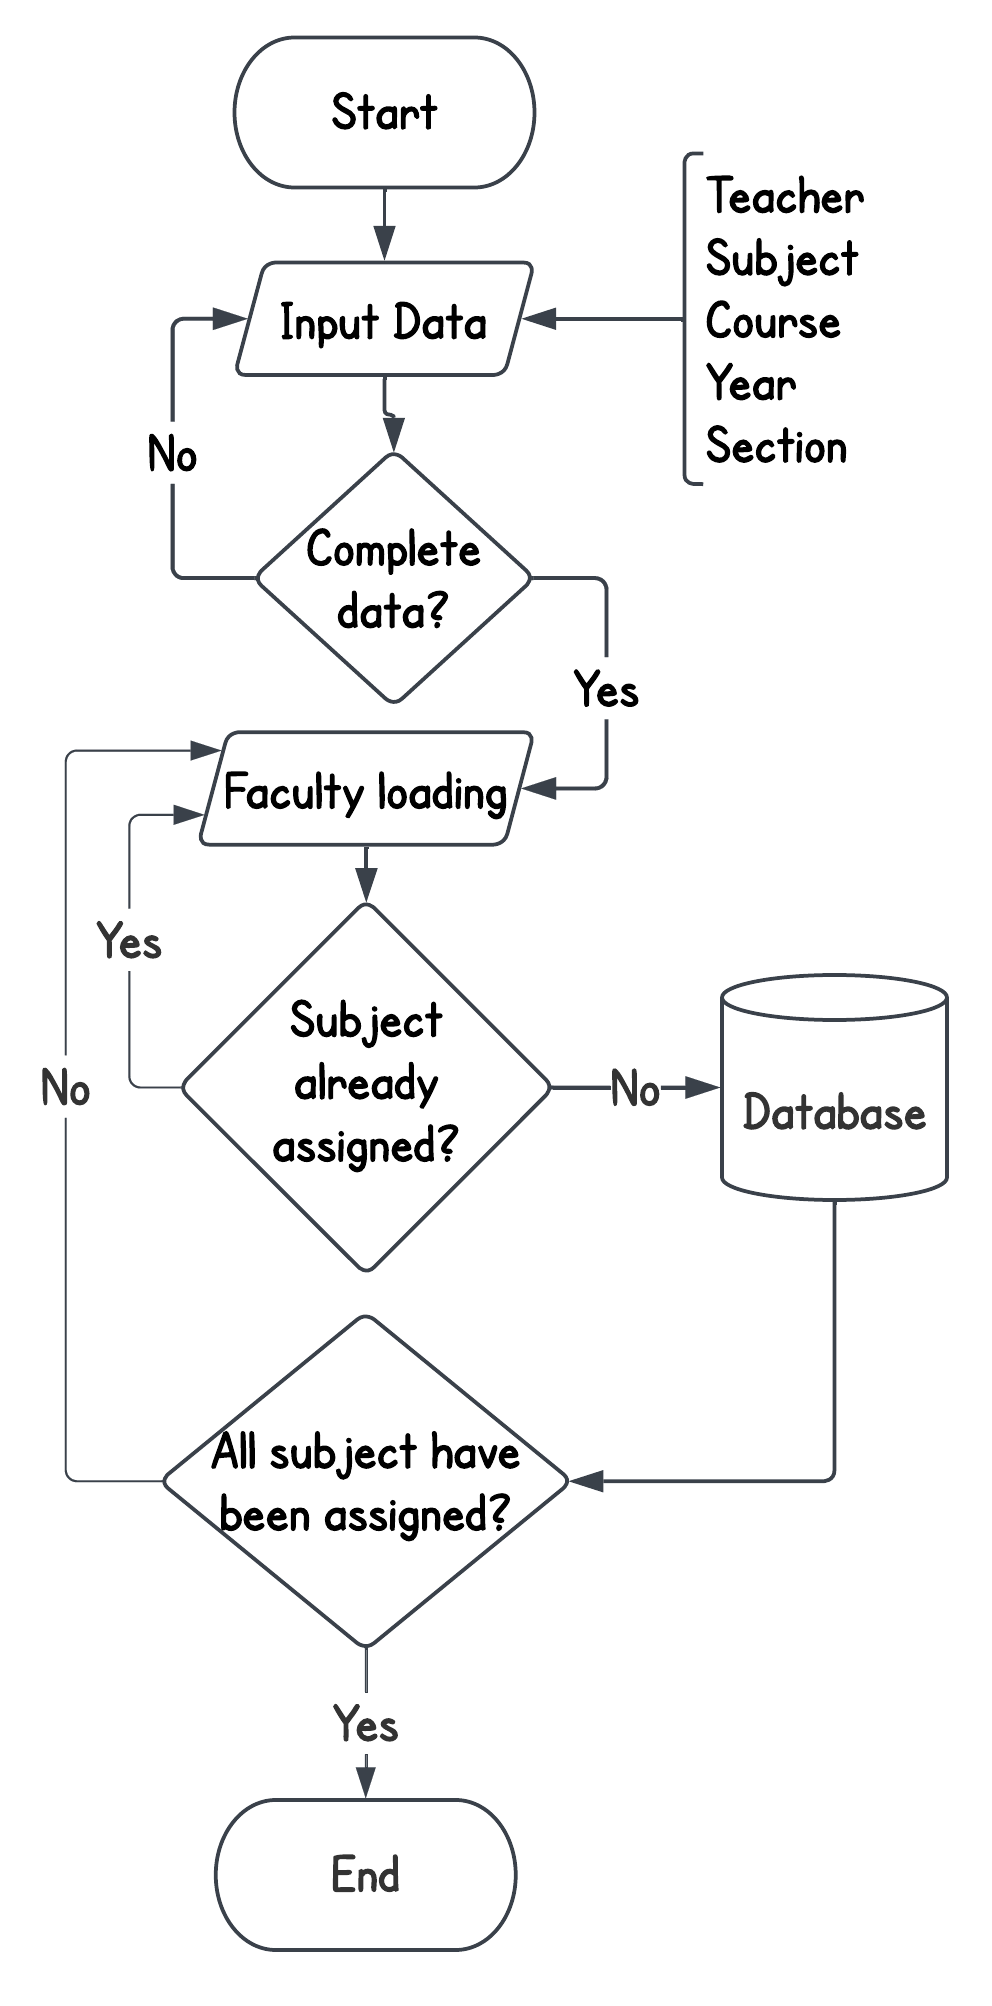 Start
Teacher
Subject
Course
Year
Section
Input Data
No
Complete
data?
Yes
Faculty loading
Yes
Subject
already
assigned?
No
No
Database
All subject have
been assigned?
Yes
End